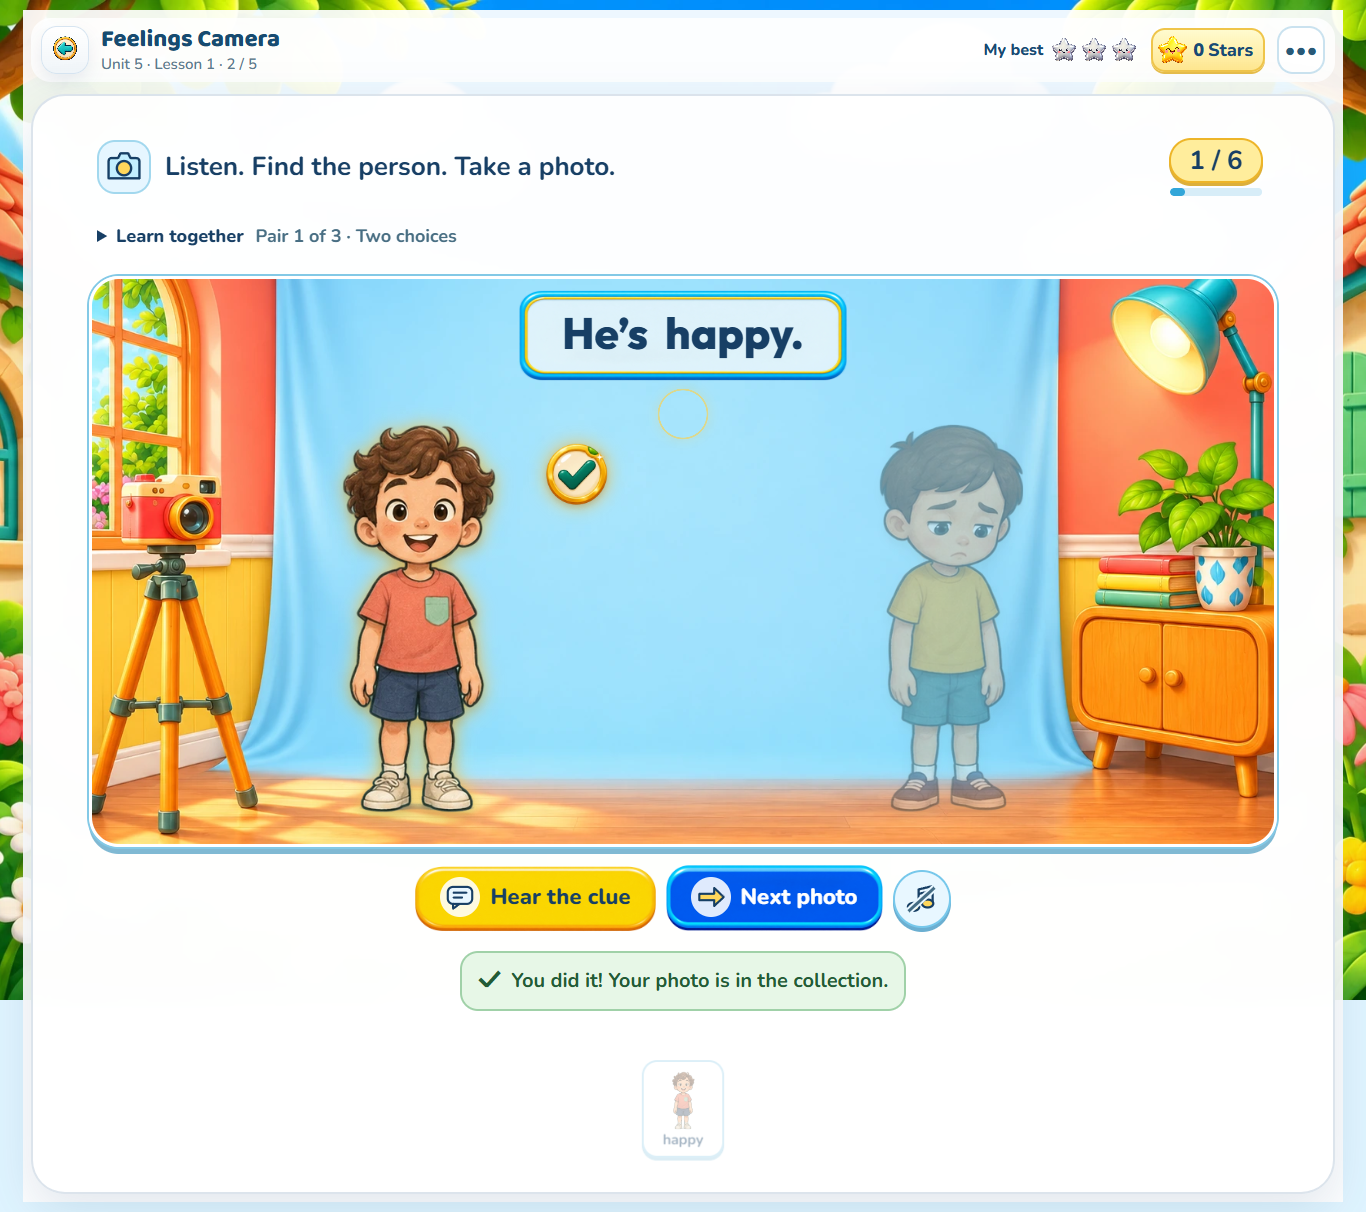 Feelings Camera
Unit 5 · Lesson 1 · 2 / 5
My best
0 Stars
Listen. Find the person. Take a photo.
1 / 6
Learn together Pair 1 of 3 · Two choices
He’s happy.
Hear the clue
Next photo
You did it! Your photo is in the collection.
happy